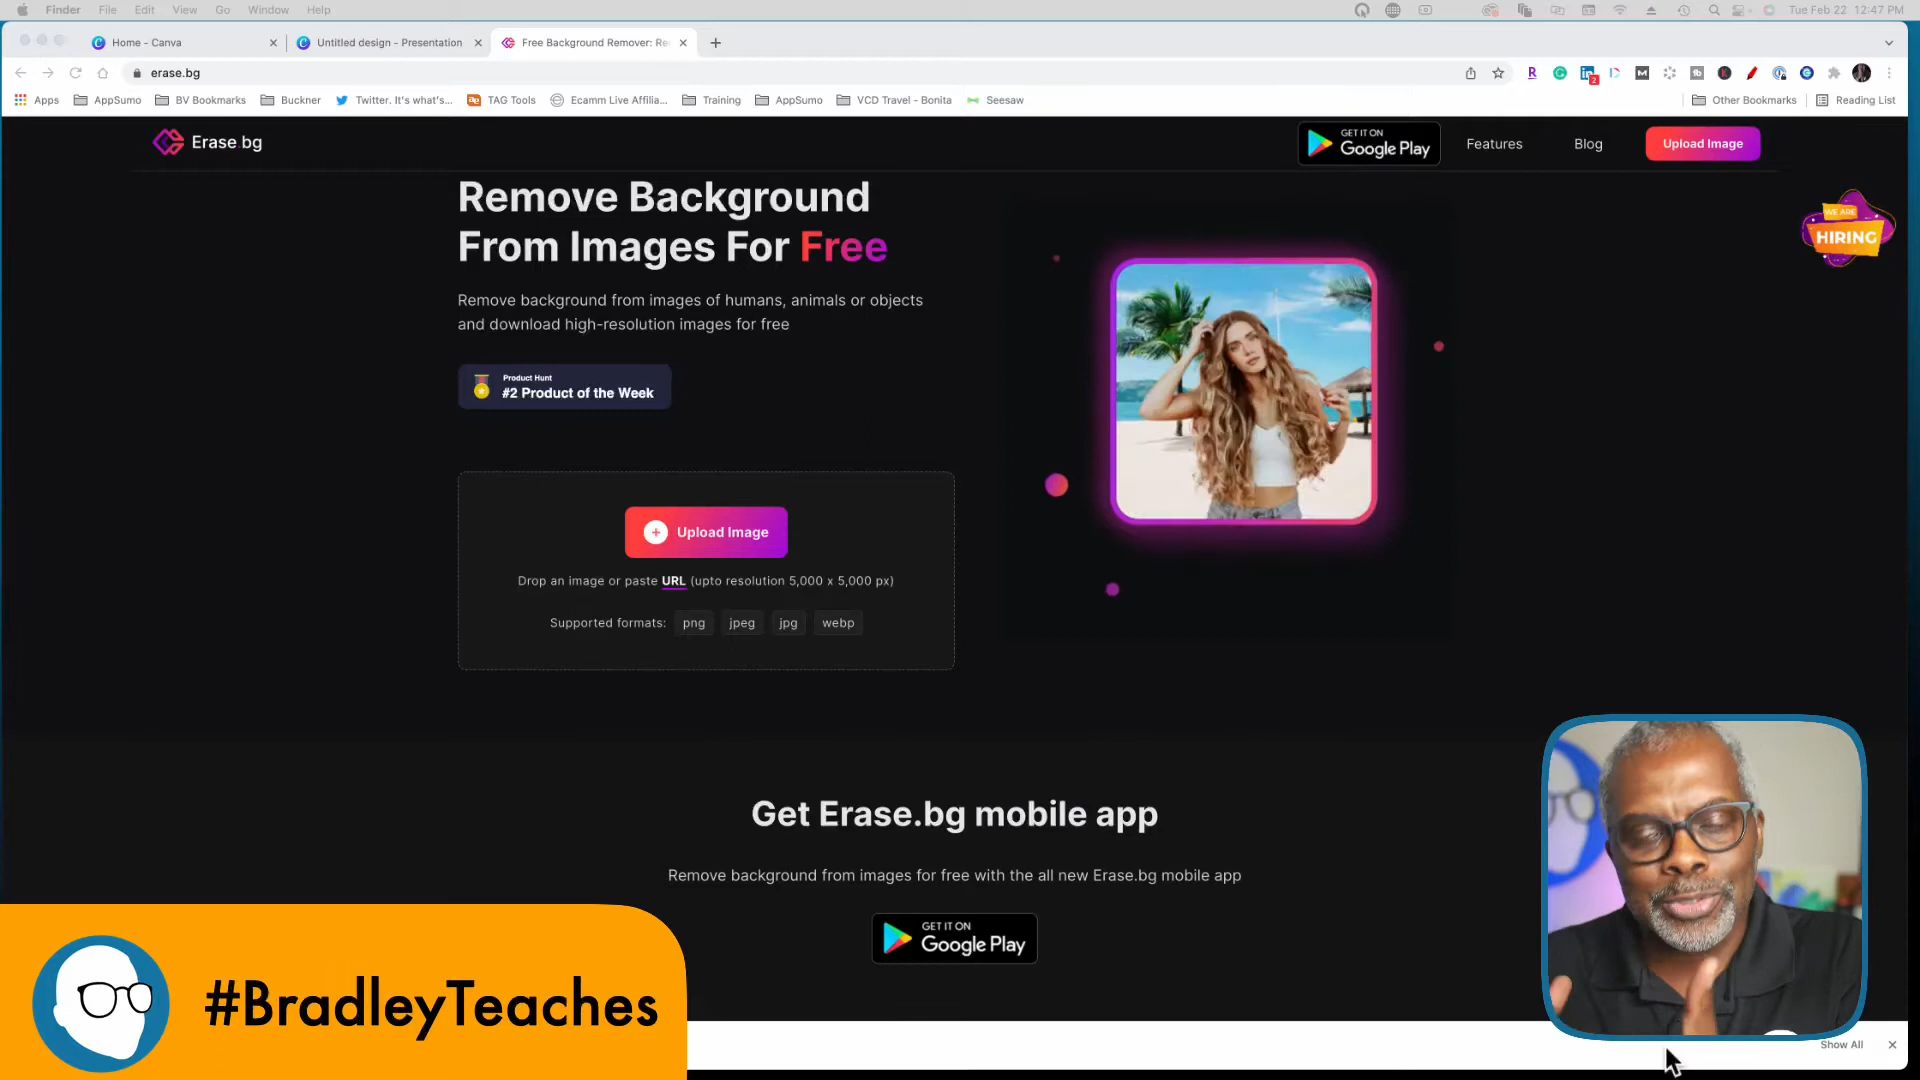 Finder File Edit View Go Window Help
Tue Feb 22 12:47 PM
Home - Canva
Untitled design - Presentation
Free Background Remover: Re
erase.bg
Apps
AppSumo
BV Bookmarks
Buckner
Twitter. It's what's...
TAG Tools
Ecamm Live Affilia...
Training
AppSumo
VCD Travel - Bonita
Seesaw
Other Bookmarks
Reading List
Erase.bg
GET IT ON
Google Play
Features
Blog
Upload Image
WE ARE
HIRING
Remove Background
From Images For Free
Remove background from images of humans, animals or objects
and download high-resolution images for free
Product Hunt
#2 Product of the Week
Upload Image
Drop an image or paste URL (upto resolution 5,000 x 5,000 px)
Supported formats: png jpeg jpg webp
Get Erase.bg mobile app
Remove background from images for free with the all new Erase.bg mobile app
GET IT ON
Google Play
#BradleyTeaches
Show All